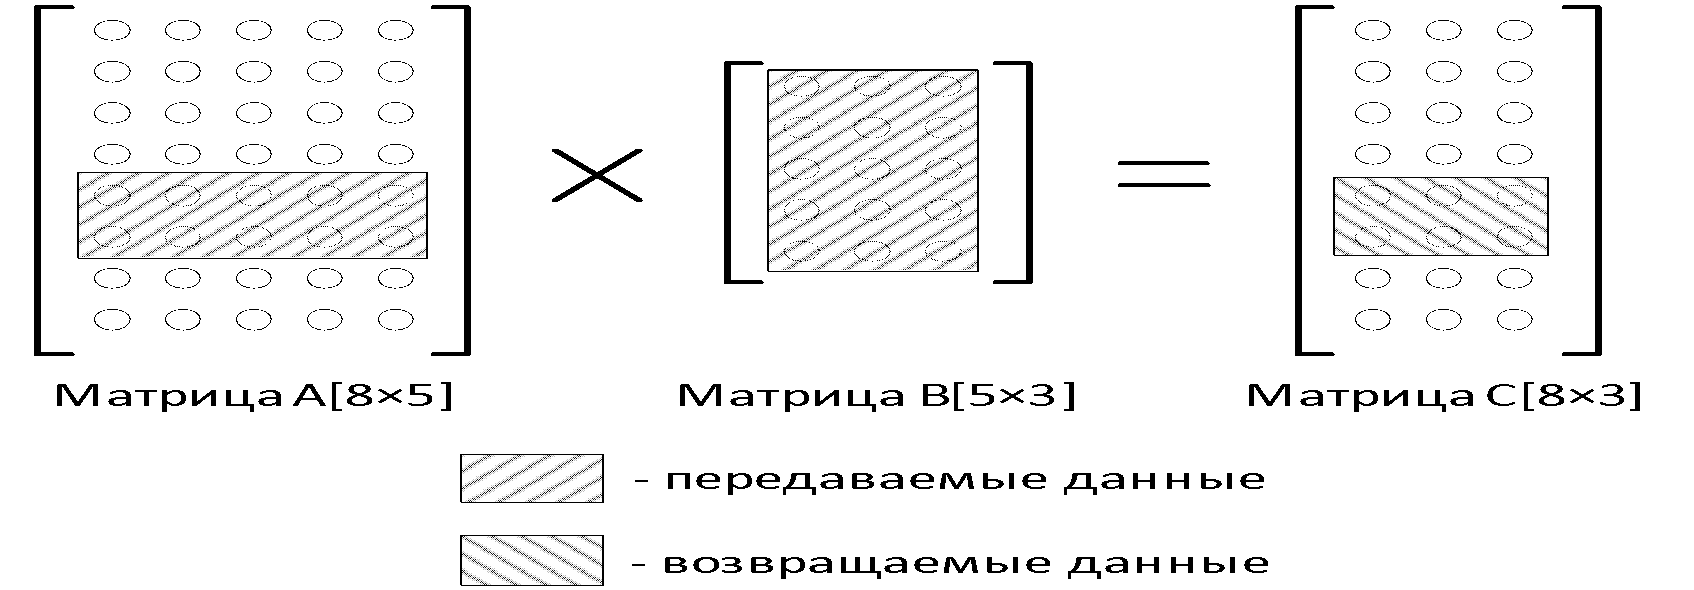 Матрица A[8×5]
Матрица B[5×3]
Матрица C[8×3]
- передаваемые данные
- возвращаемые данные